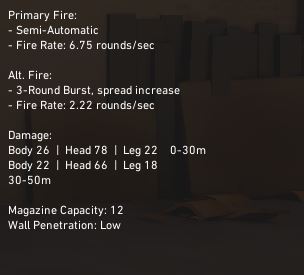 Primary Fire:
- Semi-Automatic
- Fire Rate: 6.75 rounds/sec
Alt. Fire:
- 3-Round Burst, spread increase
- Fire Rate: 2.22 rounds/sec
Damage:
Body 26 | Head 78 | Leg 22 0-30m
Body 22 | Head 66 | Leg 18
30-50m
Magazine Capacity: 12
Wall Penetration: Low